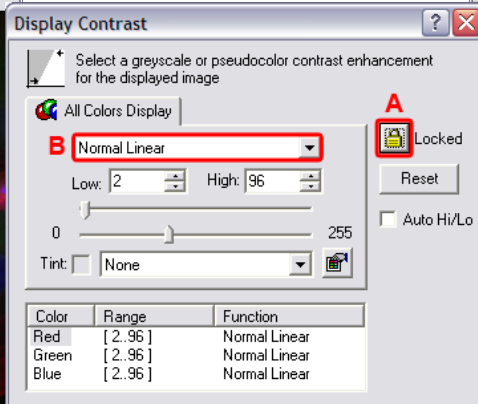 Display Contrast
Select a greyscale or pseudocolor contrast enhancement
for the displayed image
All Colors Display
A
B
Normal Linear
Locked
Low: 2 High: 96
Reset
Auto Hi/Lo
0 255
Tint: None
Color Range Function
Red [ 2..96 ] Normal Linear
Green [ 2..96 ] Normal Linear
Blue [ 2..96 ] Normal Linear